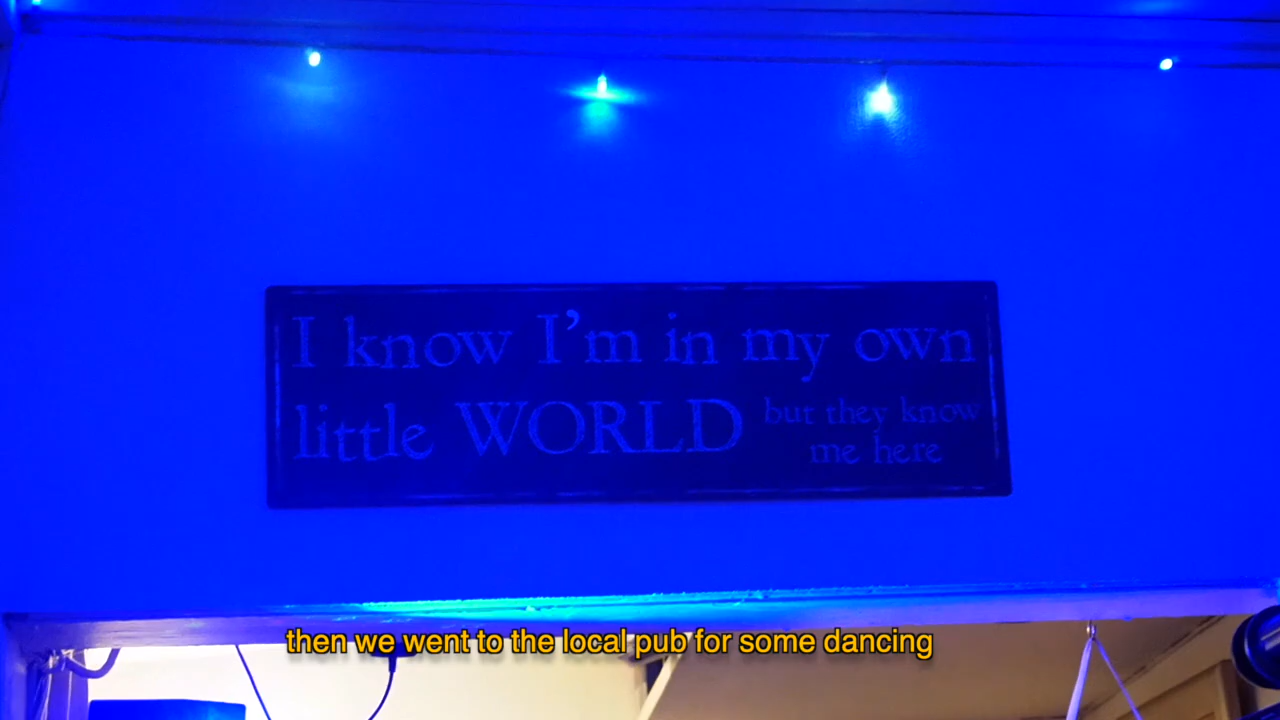 I know I'm in my own
little WORLD but they know
me here
then we went to the local pub for some dancing